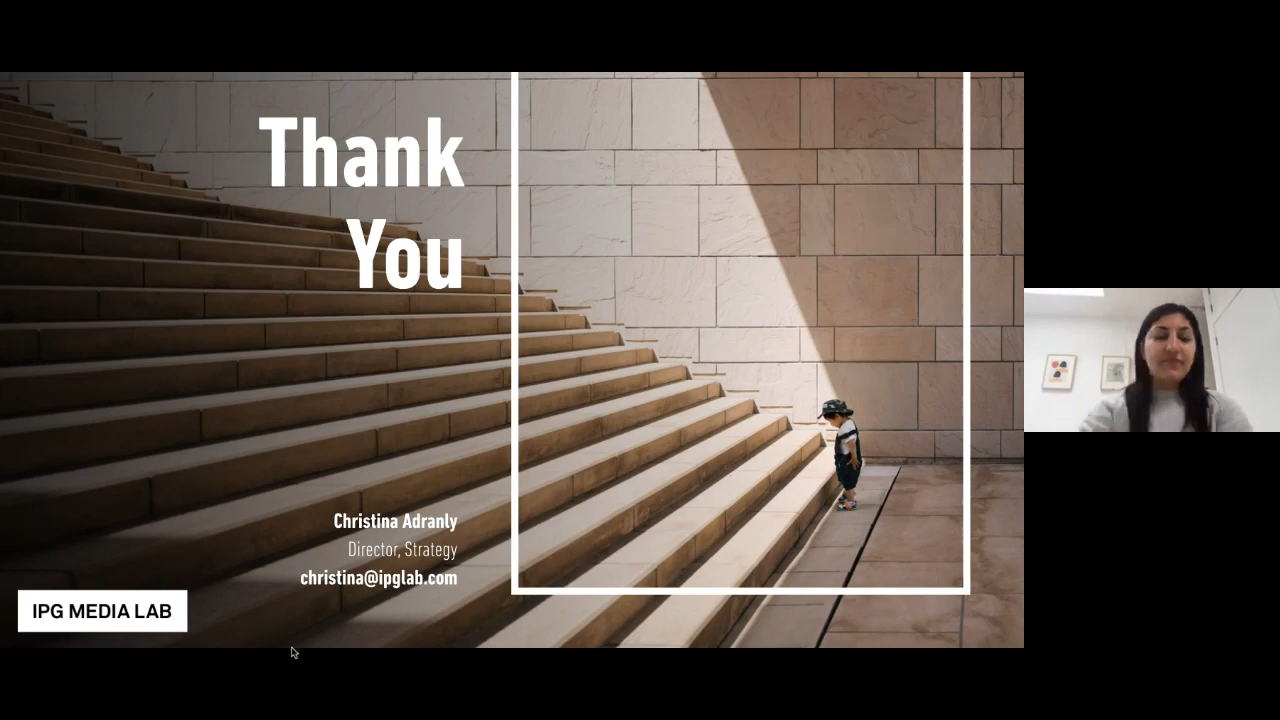 Thank
You
Christina Adranly
Director, Strategy
christina@ipglab.com
IPG MEDIA LAB